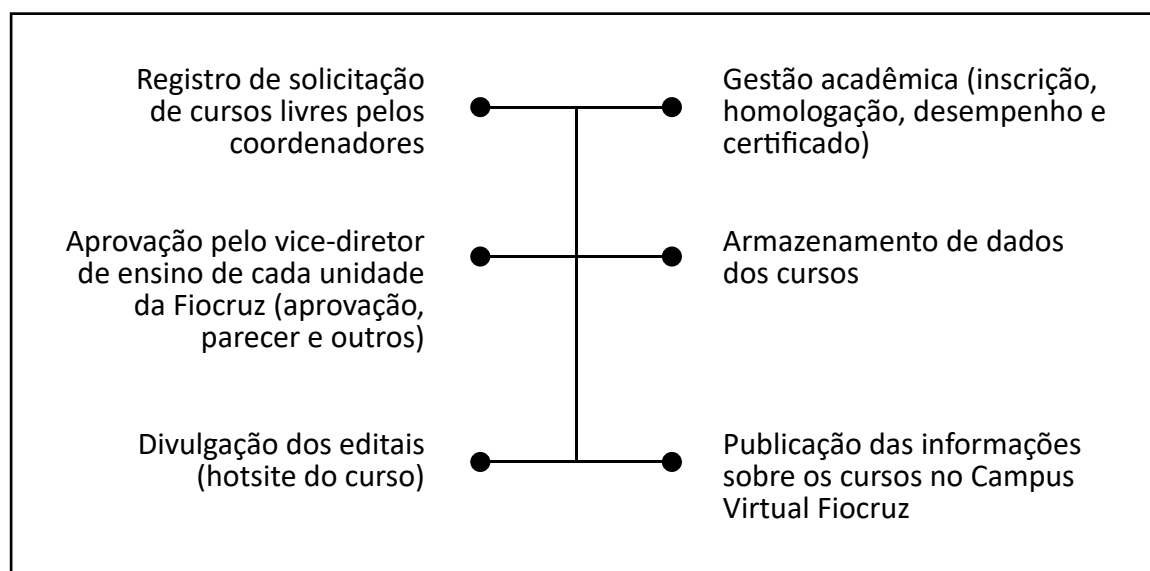 Registro de solicitação
de cursos livres pelos
coordenadores
Aprovação pelo vice-diretor
de ensino de cada unidade
da Fiocruz (aprovação,
parecer e outros)
Divulgação dos editais
(hotsite do curso)
Gestão acadêmica (inscrição,
homologação, desempenho e
certificado)
Armazenamento de dados
dos cursos
Publicação das informações
sobre os cursos no Campus
Virtual Fiocruz